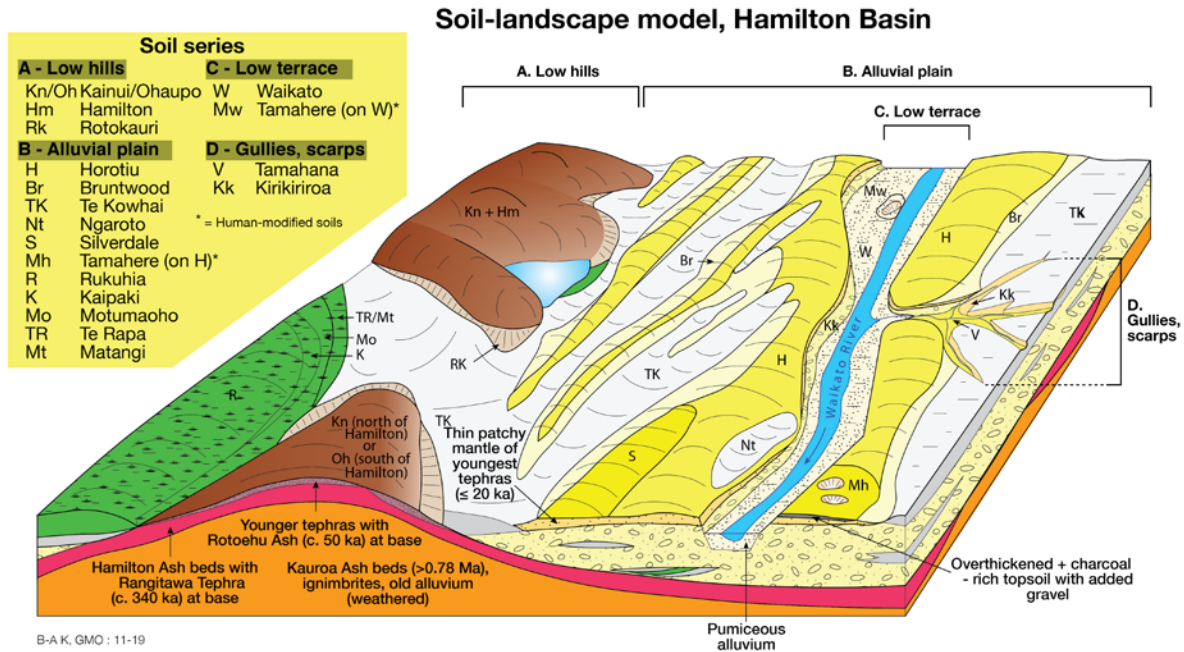 Soil-landscape model, Hamilton Basin
Soil series
A - Low hills
Kn/Oh Kainui/Ohaupo
Hm Hamilton
Rk Rotokauri
B - Alluvial plain
H Horotiu
Br Bruntwood
TK Te Kowhai
Nt Ngaroto
S Silverdale
Mh Tamahere (on H)*
R Rukuhia
K Kaipaki
Mo Motumaoho
TR Te Rapa
Mt Matangi
C - Low terrace
W Waikato
Mw Tamahere (on W)*
D - Gullies, scarps
V Tamahana
Kk Kirikiriroa
* = Human-modified soils
A. Low hills
B. Alluvial plain
C. Low terrace
Kn + Hm
Mw
Br
TK
H
W
Br
Kk
D.
Gullies,
scarps
TR/Mt
Mo
K
RK
Kk
V
H
TK
Waikato River
R
Kn (north of
Hamilton)
or
Oh (south of
Hamilton)
TK
Thin patchy
mantle of
youngest
tephras
(≤ 20 ka)
S
Nt
Mh
Younger tephras with
Rotoehu Ash (c. 50 ka) at base
Hamilton Ash beds with
Rangitawa Tephra
(c. 340 ka) at base
Kauroa Ash beds (>0.78 Ma),
ignimbrites, old alluvium
(weathered)
Overthickened + charcoal
- rich topsoil with added
gravel
Pumiceous
alluvium
B-A K, GMO : 11-19